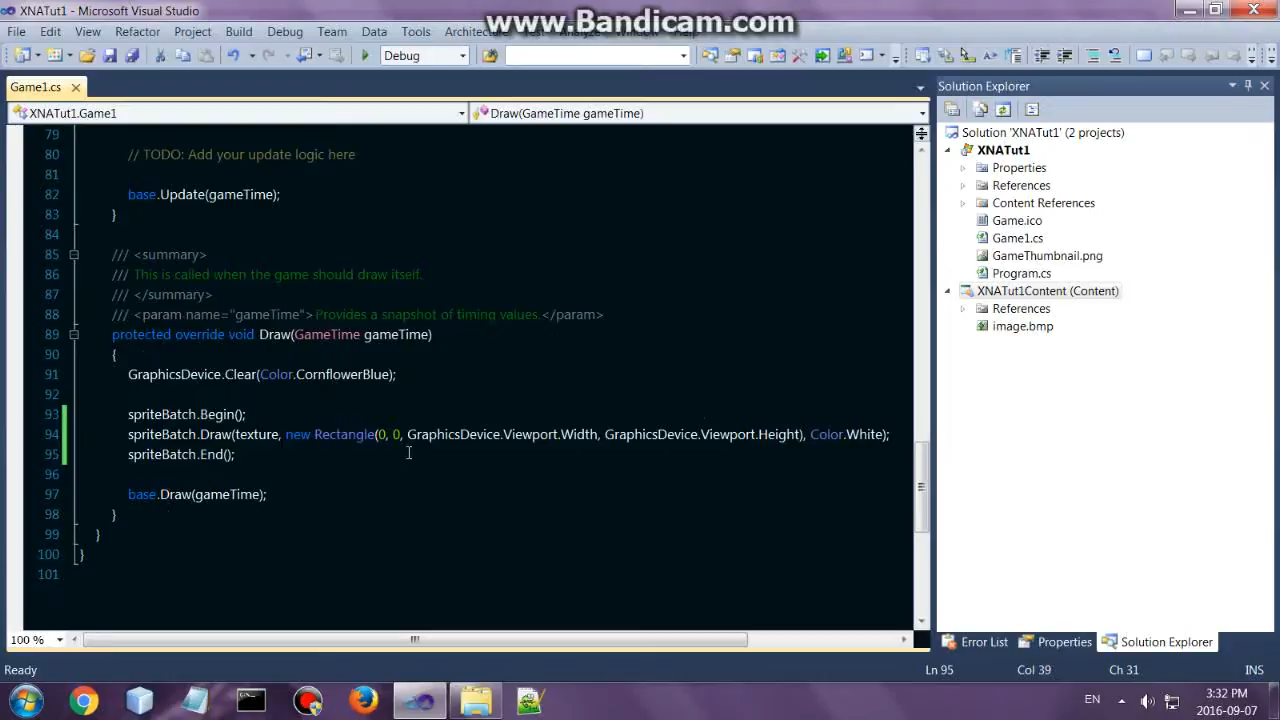 XNATut1 - Microsoft Visual Studio
www.Bandicam.com
File Edit View Refactor Project Build Debug Team Data Tools
Debug
Game1.cs
XNATut1.Game1
Draw(GameTime gameTime)
79
80 // TODO: Add your update logic here
81
82 base.Update(gameTime);
83 }
84
85 /// <summary>
86 /// This is called when the game should draw itself.
87 /// </summary>
88 /// <param name="gameTime">Provides a snapshot of timing values.</param>
89 protected override void Draw(GameTime gameTime)
90 {
91 GraphicsDevice.Clear(Color.CornflowerBlue);
92
93 spriteBatch.Begin();
94 spriteBatch.Draw(texture, new Rectangle(0, 0, GraphicsDevice.Viewport.Width, GraphicsDevice.Viewport.Height), Color.White);
95 spriteBatch.End();
96
97 base.Draw(gameTime);
98 }
99 }
100 }
101
100 %
Solution Explorer
Solution 'XNATut1' (2 projects)
XNATut1
Properties
References
Content References
Game.ico
Game1.cs
GameThumbnail.png
Program.cs
XNATut1Content (Content)
References
image.bmp
Error List Properties Solution Explorer
Ready
Ln 95 Col 39 Ch 31 INS
EN
3:32 PM
2016-09-07